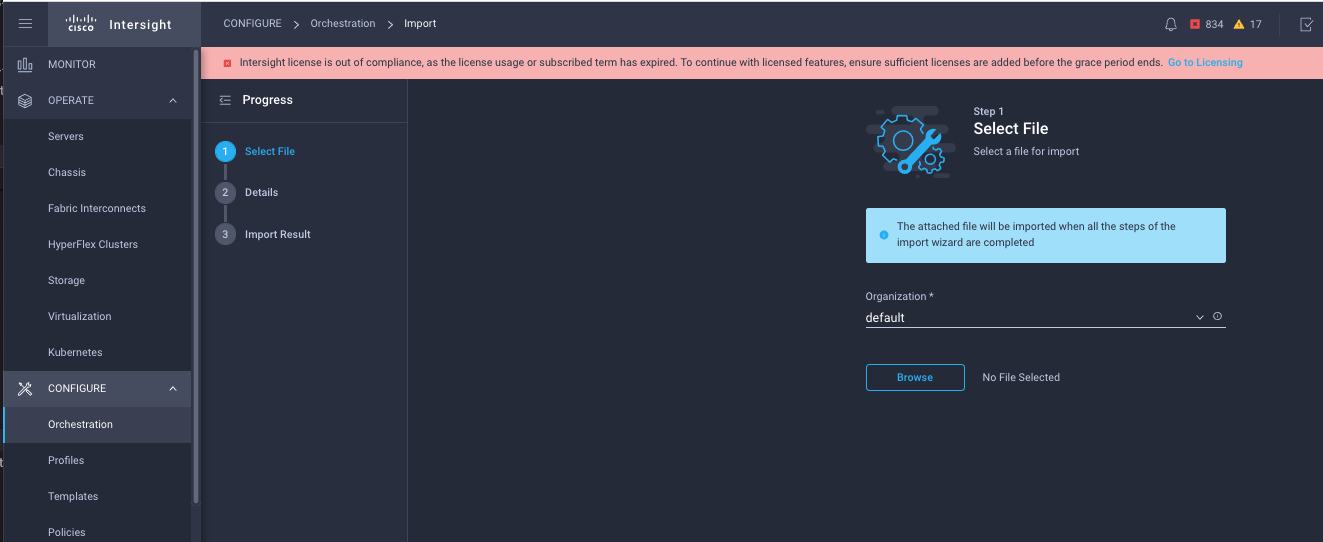 CISCO Intersight
CONFIGURE > Orchestration > Import
834 17
Intersight license is out of compliance, as the license usage or subscribed term has expired. To continue with licensed features, ensure sufficient licenses are added before the grace period ends. Go to Licensing
MONITOR
OPERATE
Servers
Chassis
Fabric Interconnects
HyperFlex Clusters
Storage
Virtualization
Kubernetes
CONFIGURE
Orchestration
Profiles
Templates
Policies
Progress
1 Select File
2 Details
3 Import Result
Step 1
Select File
Select a file for import
The attached file will be imported when all the steps of the
import wizard are completed
Organization *
default
Browse No File Selected